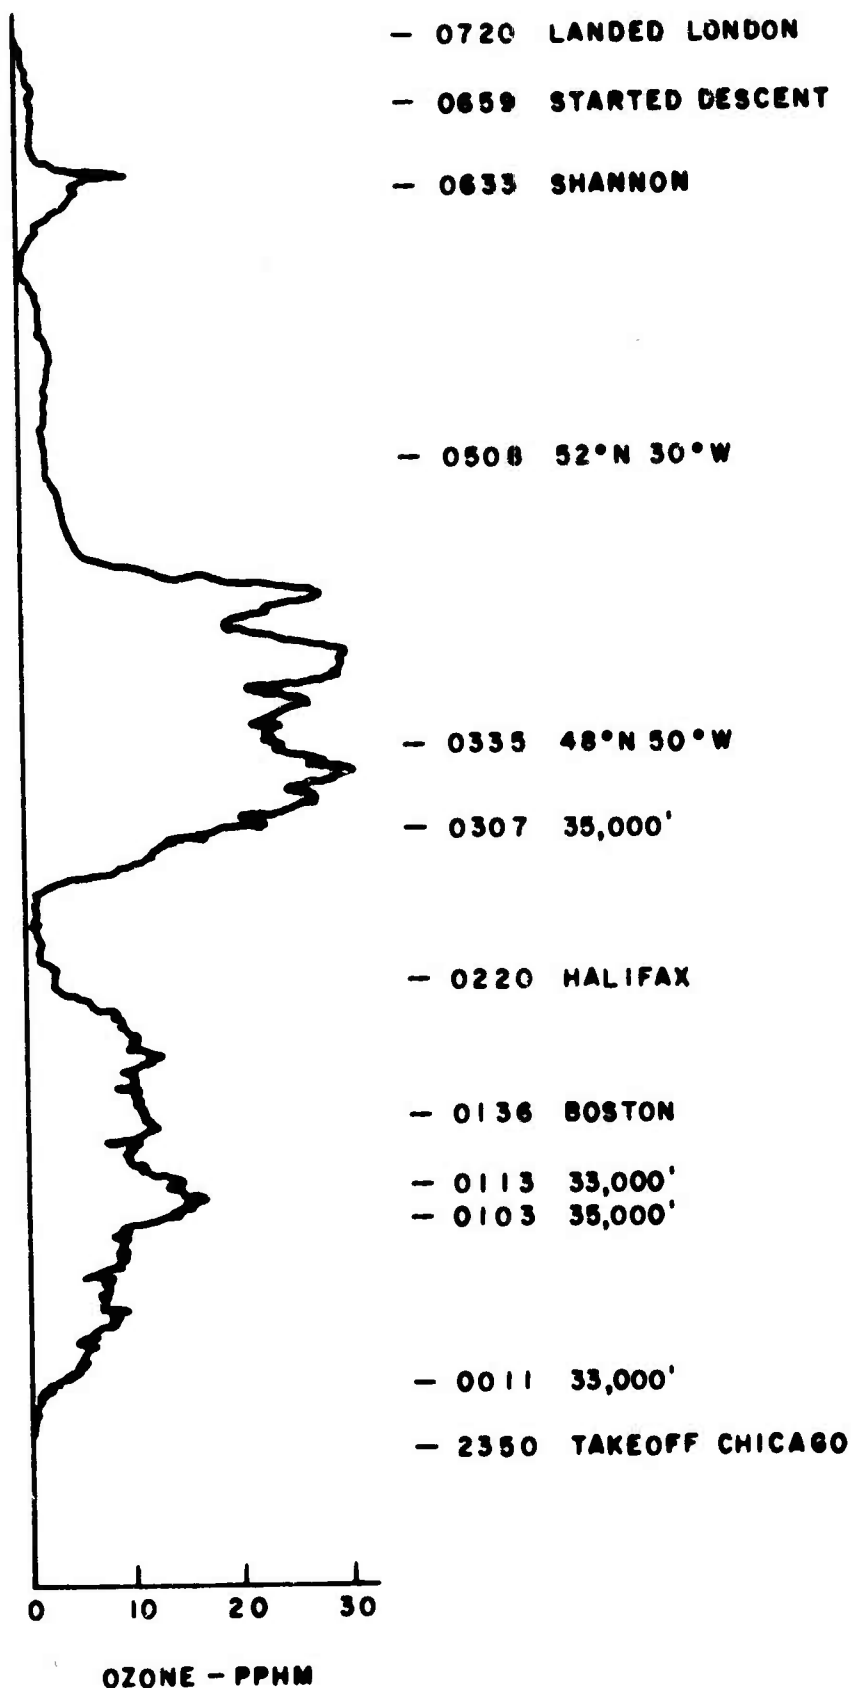 — 0720 LANDED LONDON
— 0659 STARTED DESCENT
— 0633 SHANNON
— 0508 52°N 30°W
— 0335 48°N 50°W
— 0307 35,000'
— 0220 HALIFAX
— 0136 BOSTON
— 0113 33,000'
— 0103 35,000'
— 0011 33,000'
— 2350 TAKEOFF CHICAGO
0 10 20 30
OZONE — PPHM